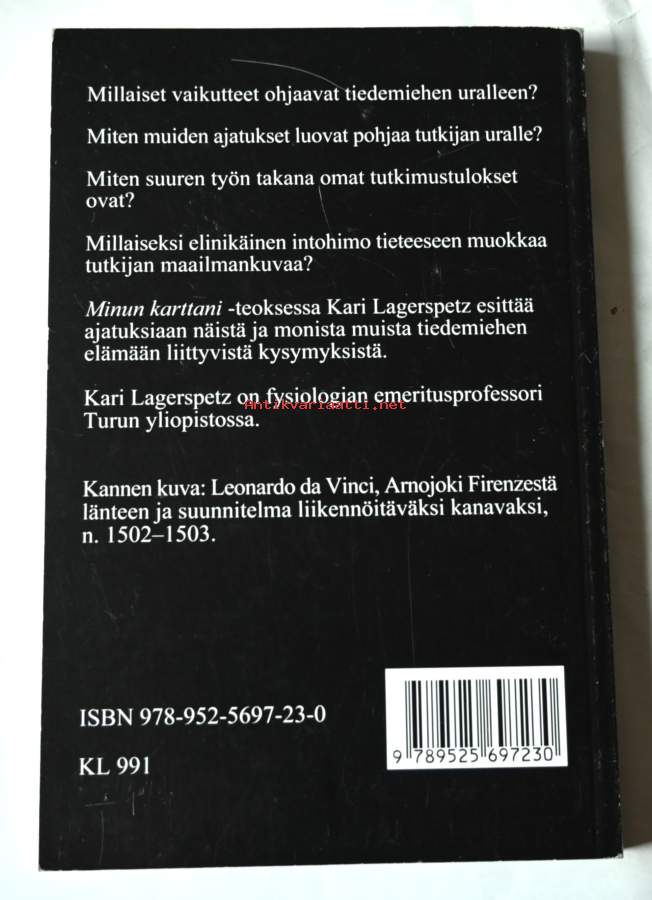 Millaiset vaikutteet ohjaavat tiedemiehen uralleen?
Miten muiden ajatukset luovat pohjaa tutkijan uralle?
Miten suuren työn takana omat tutkimustulokset
ovat?
Millaiseksi elinikäinen intohimo tieteeseen muokkaa
tutkijan maailmankuvaa?
Minun karttani -teoksessa Kari Lagerspetz esittää
ajatuksiaan näistä ja monista muista tiedemiehen
elämään liittyvistä kysymyksistä.
Kari Lagerspetz on fysiologian emeritusprofessori
Antikvariaatti.net
Turun yliopistossa.
Kannen kuva: Leonardo da Vinci, Arnojoki Firenzestä
länteen ja suunnitelma liikennöitäväksi kanavaksi,
n. 1502–1503.
ISBN 978-952-5697-23-0
KL 991
9 789525 697230